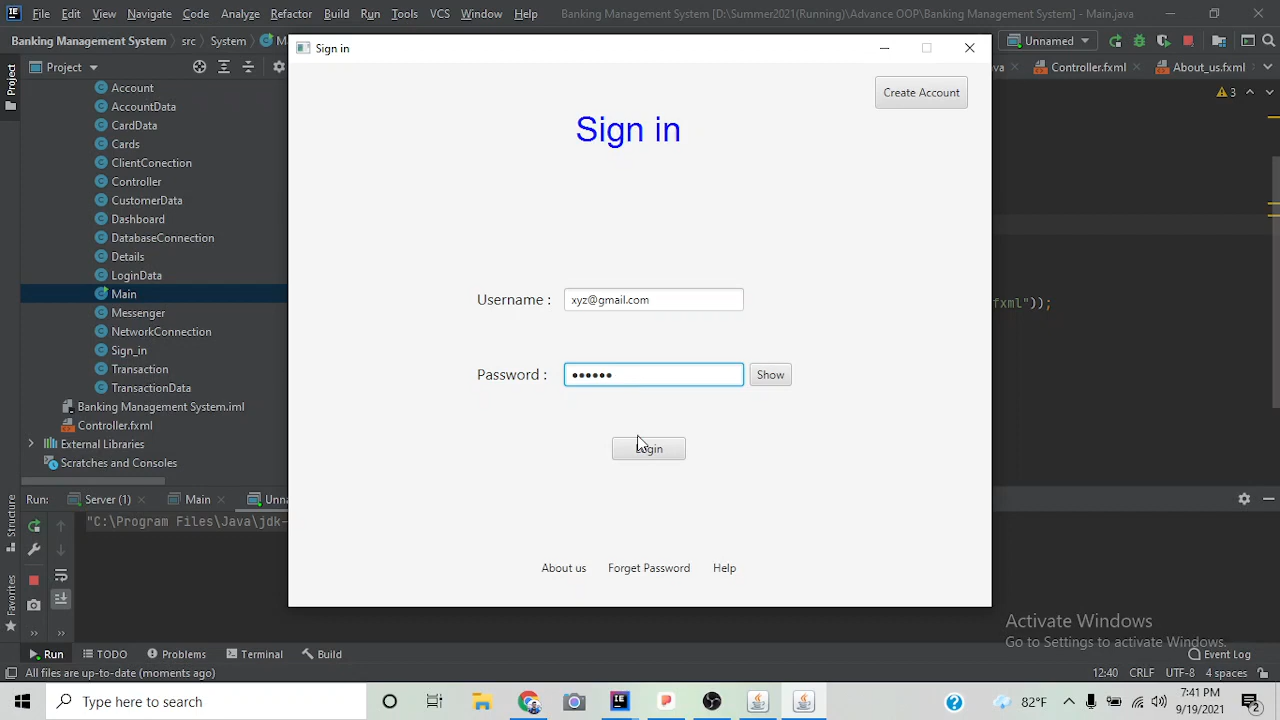 File Edit View Navigate Code Analyze Refactor Build Run Tools VCS Window Help Banking Management System [D:\Summer2021(Running)\Advance OOP\Banking Management System] - Main.java
Banking Management System src System Unnamed
Sign in
Project
Project
Controller.fxml About_us.fxml
3
Create Account
Sign in
Account
AccountData
CardData
Cards
ClientConection
Controller
CustomerData
Dashboard
DatabaseConnection
Details
LoginData
Main
Messenger
NetworkConnection
Sign_in
Transaction
TransactionData
Banking Management System.iml
Controller.fxml
External Libraries
Scratches and Consoles
fxml"));
Username : xyz@gmail.com
Password : ●●●●●● Show
Login
About us Forget Password Help
Run: Server (1) Main Unna
"C:\Program Files\Java\jdk-
Structure
Favorites
Activate Windows
Go to Settings to activate Windows.
Run TODO Problems Terminal Build Event Log
All files are up-to-date (moments ago) 12:40 CRLF UTF-8 4 spaces
Type here to search 82°F 7:41 PM
9/19/2021 2